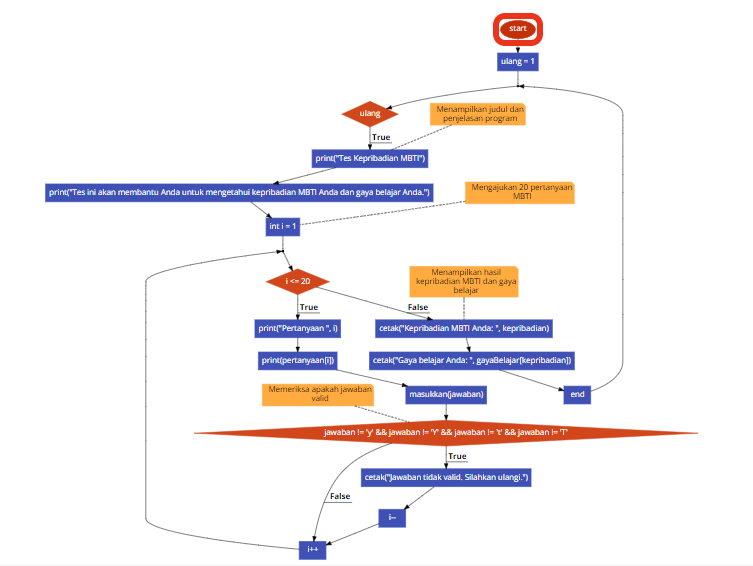 start
ulang = 1
ulang
Menampilkan judul dan
penjelasan program
True
print("Tes Kepribadian MBTI")
print("Tes ini akan membantu Anda untuk mengetahui kepribadian MBTI Anda dan gaya belajar Anda.")
Mengajukan 20 pertanyaan
MBTI
int i = 1
i <= 20
Menampilkan hasil
kepribadian MBTI dan gaya
belajar
True
False
print("Pertanyaan ", i)
cetak("Kepribadian MBTI Anda: ", kepribadian)
print(pertanyaan[i])
cetak("Gaya belajar Anda: ", gayaBelajar[kepribadian])
Memeriksa apakah jawaban
valid
masukkan(jawaban)
end
jawaban != 'y' && jawaban != 'Y' && jawaban != 't' && jawaban != 'T'
True
cetak("Jawaban tidak valid. Silahkan ulangi.")
False
i--
i++